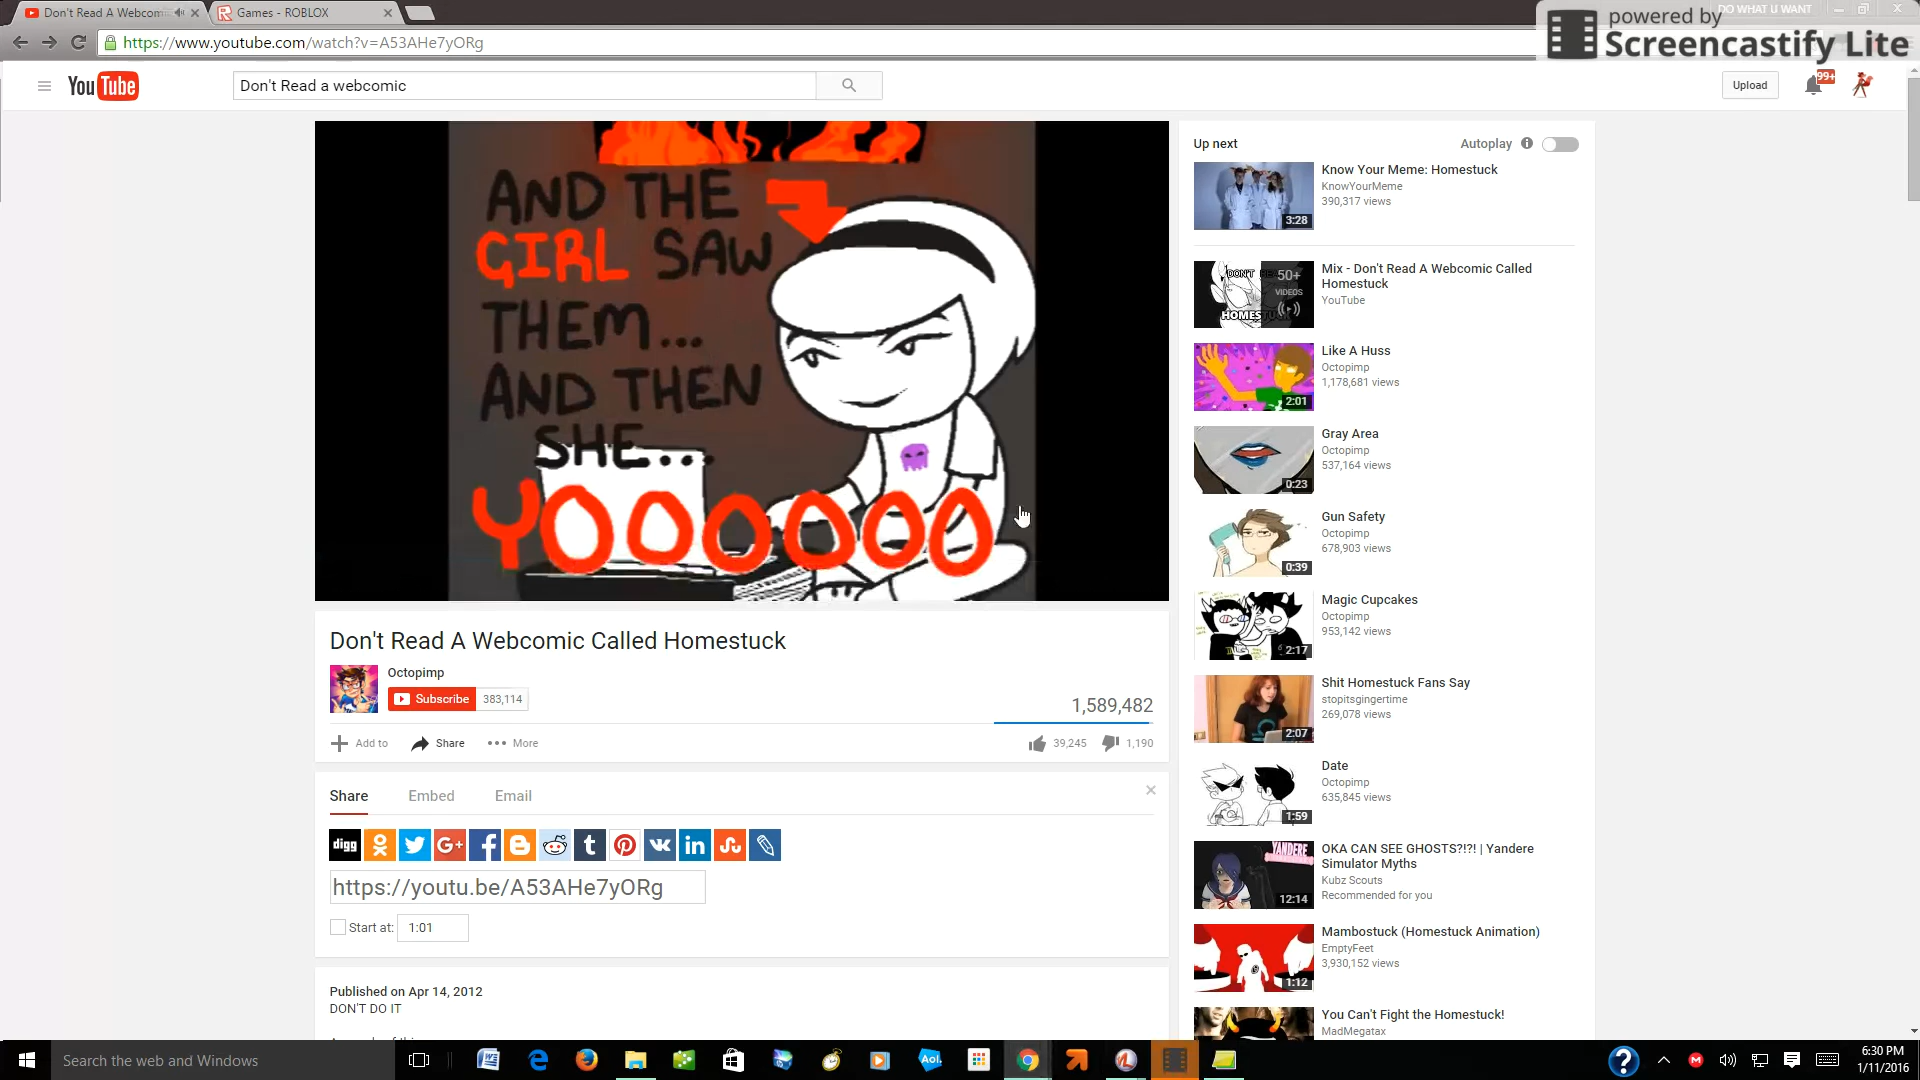 Don't Read A Webcom
Games - ROBLOX
DO WHAT U WANT
powered by
Screencastify Lite
https://www.youtube.com/watch?v=A53AHe7yORg
YouTube
Don't Read a webcomic
Upload
99+
AND THE
GIRL SAW
THEM...
AND THEN
SHE...
YOOOOOO
Up next
Autoplay
Know Your Meme: Homestuck
KnowYourMeme
390,317 views
3:28
Mix - Don't Read A Webcomic Called
Homestuck
YouTube
50+
VIDEOS
Like A Huss
Octopimp
1,178,681 views
2:01
Gray Area
Octopimp
537,164 views
0:23
Gun Safety
Octopimp
678,903 views
0:39
Magic Cupcakes
Octopimp
953,142 views
2:17
Shit Homestuck Fans Say
stopitsgingertime
269,078 views
2:07
Date
Octopimp
635,845 views
1:59
OKA CAN SEE GHOSTS?!?! | Yandere
Simulator Myths
Kubz Scouts
Recommended for you
YANDERE
12:14
Mambostuck (Homestuck Animation)
EmptyFeet
3,930,152 views
1:12
You Can't Fight the Homestuck!
MadMegatax
Don't Read A Webcomic Called Homestuck
Octopimp
Subscribe 383,114
1,589,482
Add to
Share
More
39,245
1,190
Share
Embed
Email
digg
https://youtu.be/A53AHe7yORg
Start at: 1:01
Published on Apr 14, 2012
DON'T DO IT
Search the web and Windows
Aol.
6:30 PM
1/11/2016